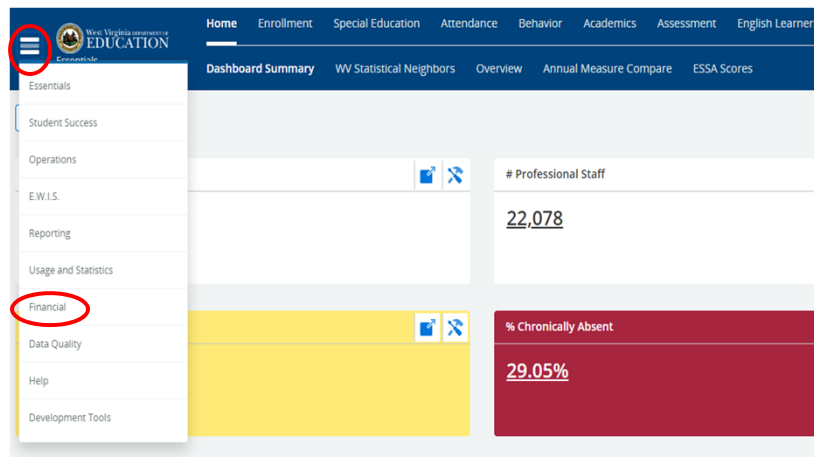 West Virginia DEPARTMENT OF
EDUCATION
Essentials
Home Enrollment Special Education Attendance Behavior Academics Assessment English Learner
Dashboard Summary WV Statistical Neighbors Overview Annual Measure Compare ESSA Scores
Essentials
Student Success
Operations
E.W.I.S.
Reporting
Usage and Statistics
Financial
Data Quality
Help
Development Tools
# Professional Staff
22,078
% Chronically Absent
29.05%